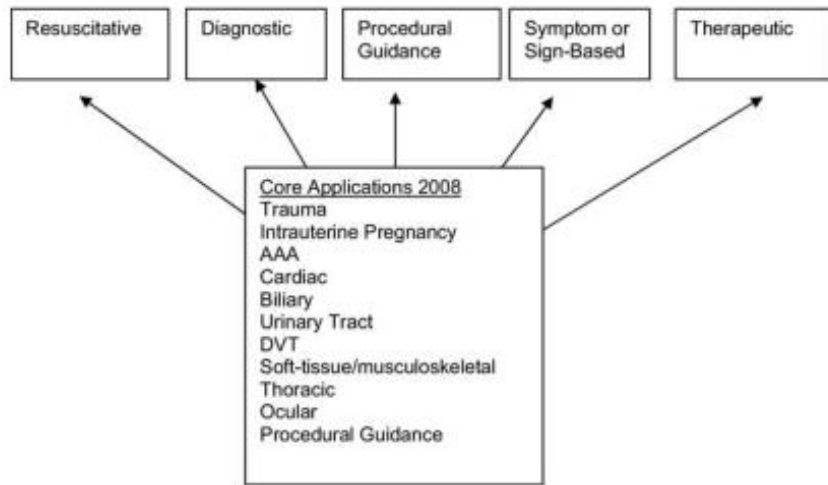 Resuscitative
Diagnostic
Procedural
Guidance
Symptom or
Sign-Based
Therapeutic
Core Applications 2008
Trauma
Intrauterine Pregnancy
AAA
Cardiac
Biliary
Urinary Tract
DVT
Soft-tissue/musculoskeletal
Thoracic
Ocular
Procedural Guidance